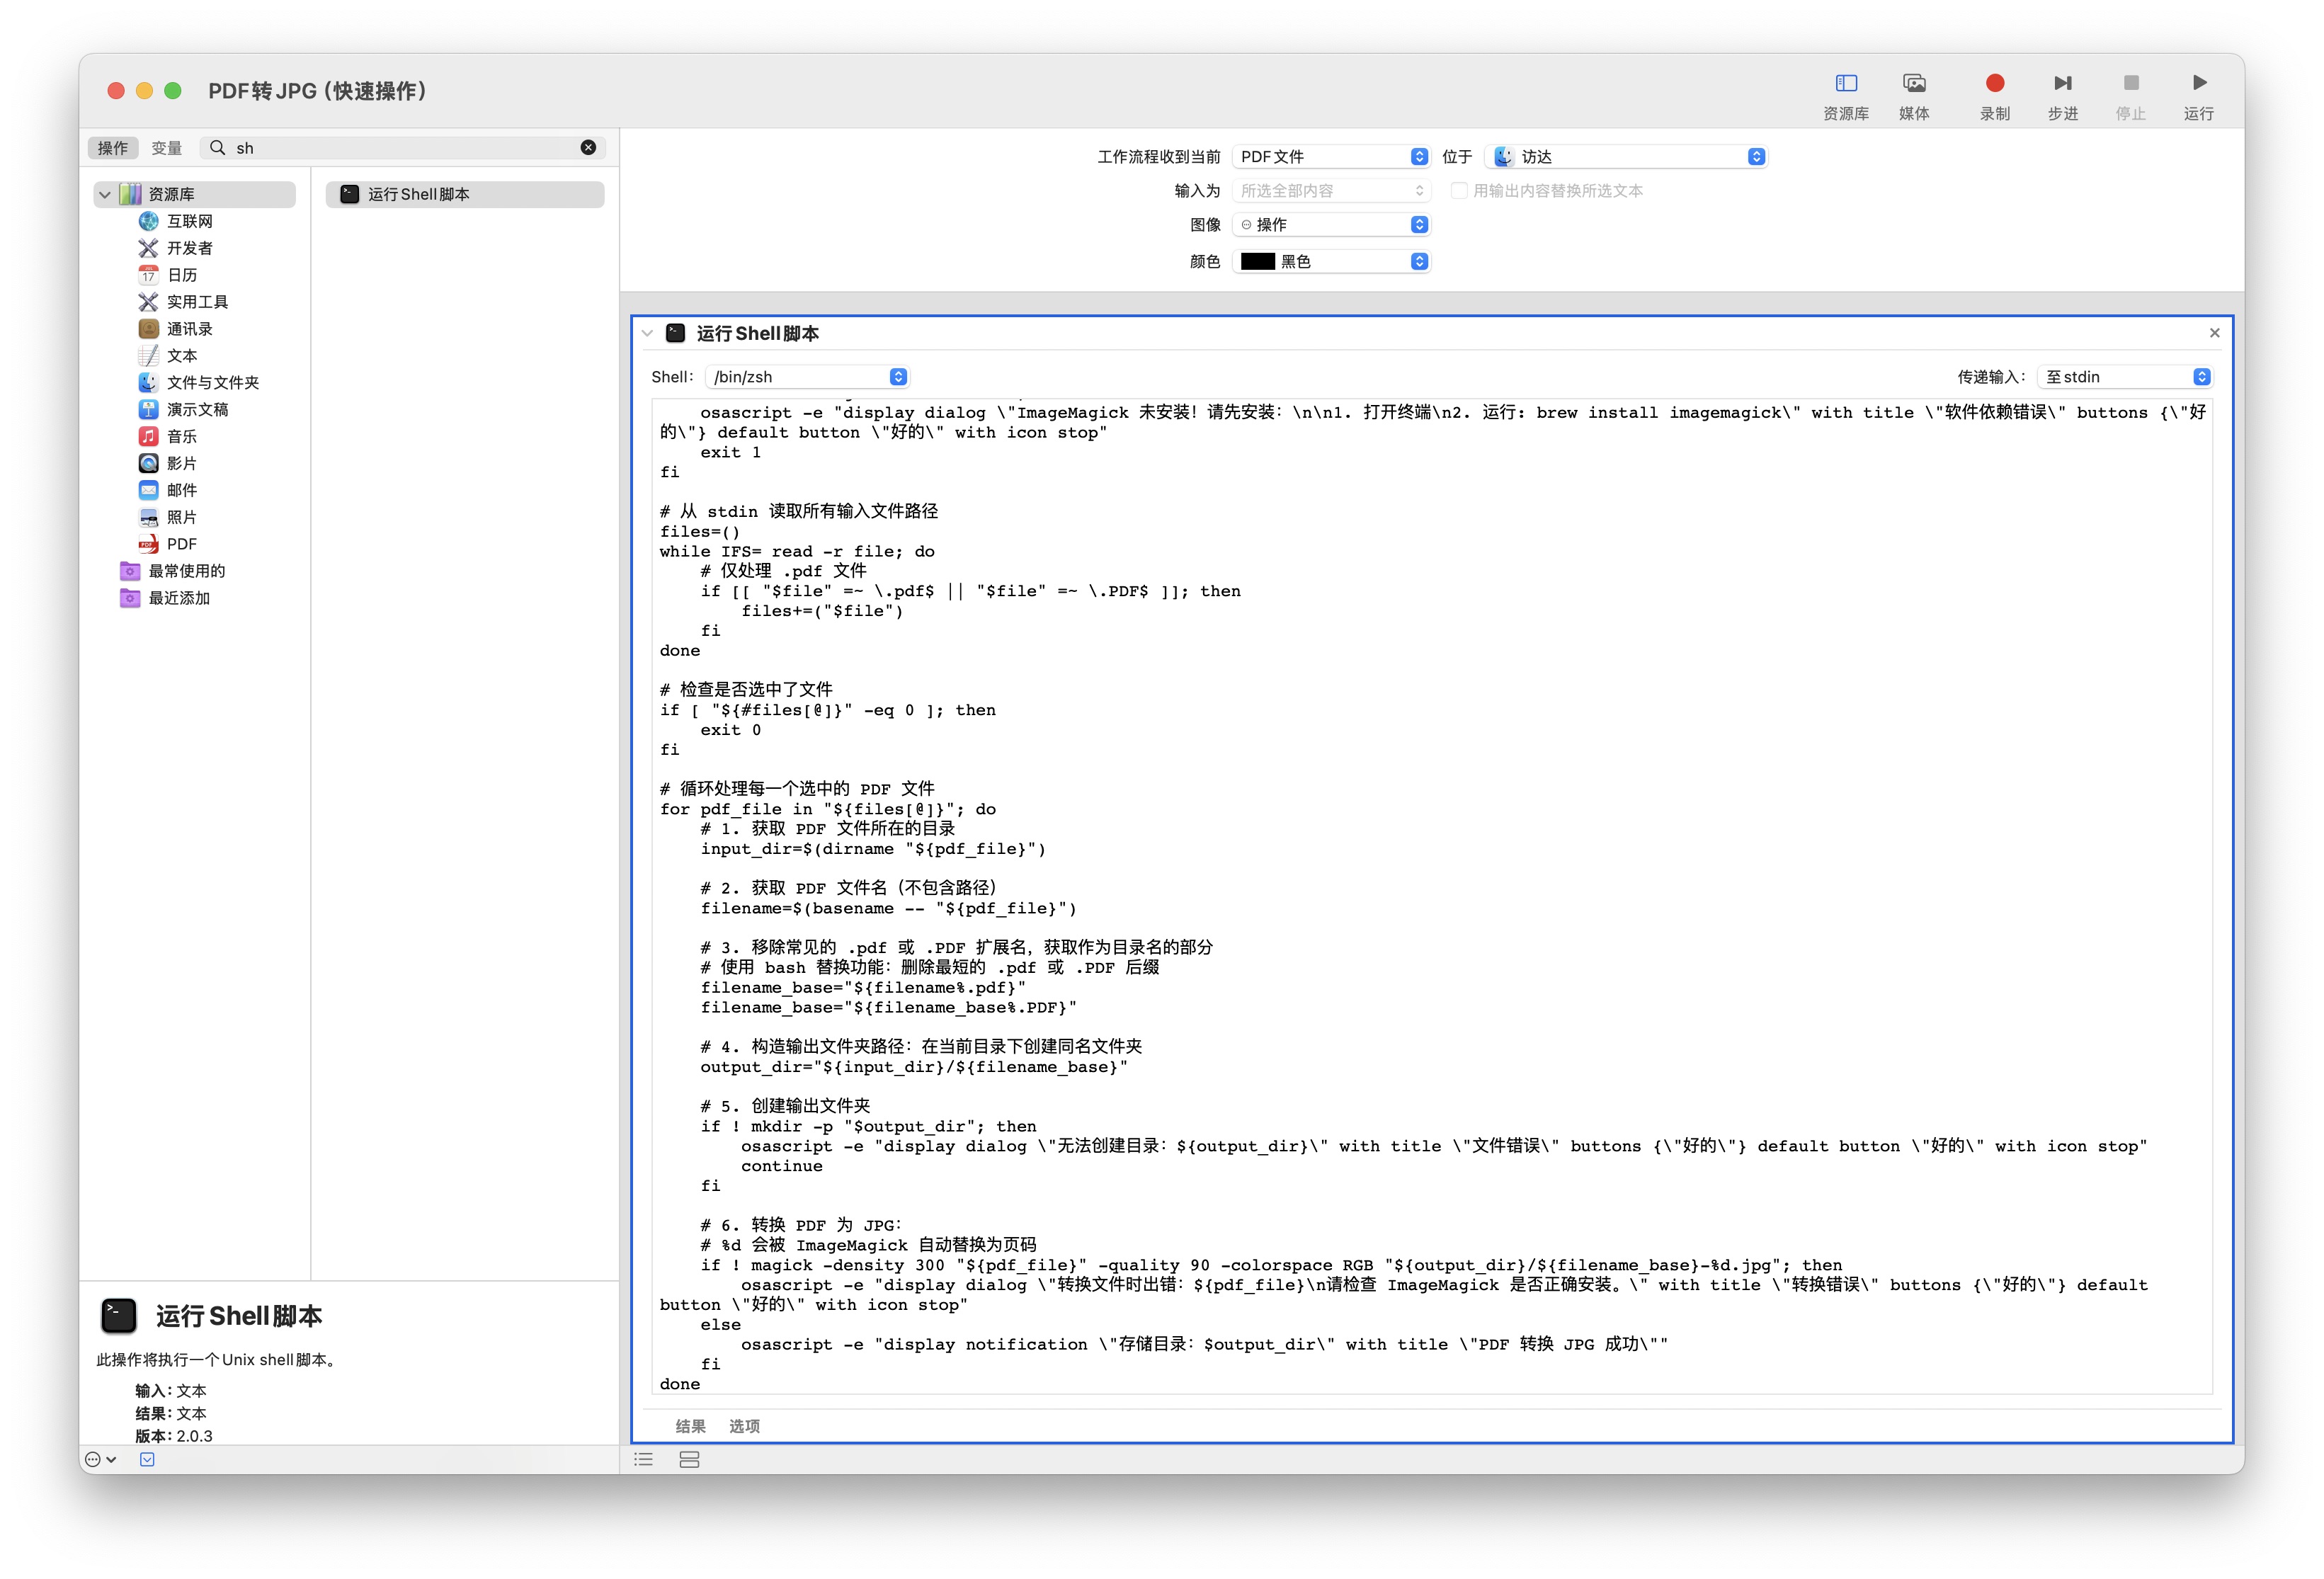 PDF转JPG (快速操作)
资源库
媒体
录制
步进
停止
运行
操作
变量
sh
资源库
互联网
开发者
日历
实用工具
通讯录
文本
文件与文件夹
演示文稿
音乐
影片
邮件
照片
PDF
最常使用的
最近添加
运行Shell脚本
运行Shell脚本
此操作将执行一个Unix shell脚本。
输入：文本
结果：文本
版本：2.0.3
工作流程收到当前 PDF文件 位于 访达
输入为 所选全部内容 用输出内容替换所选文本
图像 操作
颜色 黑色
运行Shell脚本
Shell： /bin/zsh 传递输入： 至stdin
    osascript -e "display dialog \"ImageMagick 未安装！请先安装：\n\n1. 打开终端\n2. 运行: brew install imagemagick\" with title \"软件依赖错误\" buttons {\"好
的\"} default button \"好的\" with icon stop"
    exit 1
fi
# 从 stdin 读取所有输入文件路径
files=()
while IFS= read -r file; do
    # 仅处理 .pdf 文件
    if [[ "$file" =~ \.pdf$ || "$file" =~ \.PDF$ ]]; then
        files+=("$file")
    fi
done
# 检查是否选中了文件
if [ "${#files[@]}" -eq 0 ]; then
    exit 0
fi
# 循环处理每一个选中的 PDF 文件
for pdf_file in "${files[@]}"; do
    # 1. 获取 PDF 文件所在的目录
    input_dir=$(dirname "${pdf_file}")
    # 2. 获取 PDF 文件名（不包含路径）
    filename=$(basename -- "${pdf_file}")
    # 3. 移除常见的 .pdf 或 .PDF 扩展名，获取作为目录名的部分
    # 使用 bash 替换功能：删除最短的 .pdf 或 .PDF 后缀
    filename_base="${filename%.pdf}"
    filename_base="${filename_base%.PDF}"
    # 4. 构造输出文件夹路径：在当前目录下创建同名文件夹
    output_dir="${input_dir}/${filename_base}"
    # 5. 创建输出文件夹
    if ! mkdir -p "$output_dir"; then
        osascript -e "display dialog \"无法创建目录：${output_dir}\" with title \"文件错误\" buttons {\"好的\"} default button \"好的\" with icon stop"
        continue
    fi
    # 6. 转换 PDF 为 JPG：
    # %d 会被 ImageMagick 自动替换为页码
    if ! magick -density 300 "${pdf_file}" -quality 90 -colorspace RGB "${output_dir}/${filename_base}-%d.jpg"; then
        osascript -e "display dialog \"转换文件时出错：${pdf_file}\n请检查 ImageMagick 是否正确安装。\" with title \"转换错误\" buttons {\"好的\"} default
button \"好的\" with icon stop"
    else
        osascript -e "display notification \"存储目录：$output_dir\" with title \"PDF 转换 JPG 成功\""
    fi
done
结果 选项